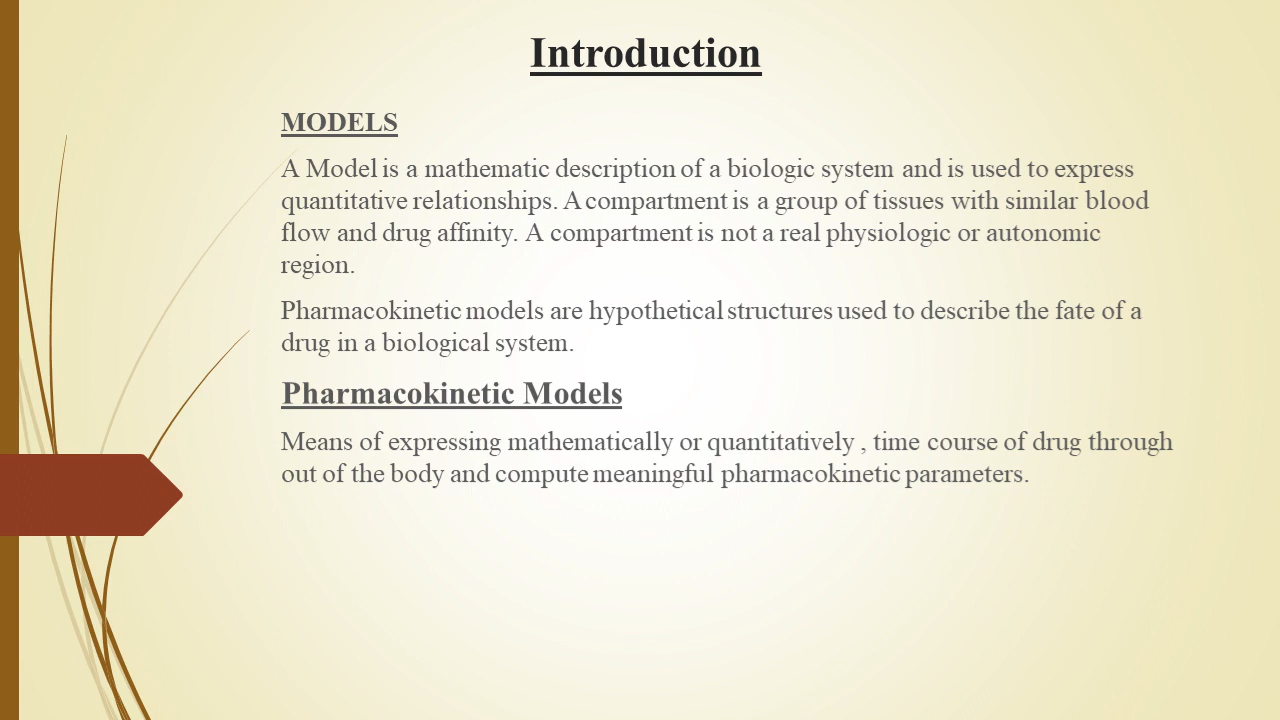 Introduction
MODELS
A Model is a mathematic description of a biologic system and is used to express
quantitative relationships. A compartment is a group of tissues with similar blood
flow and drug affinity. A compartment is not a real physiologic or autonomic
region.
Pharmacokinetic models are hypothetical structures used to describe the fate of a
drug in a biological system.
Pharmacokinetic Models
Means of expressing mathematically or quantitatively , time course of drug through
out of the body and compute meaningful pharmacokinetic parameters.